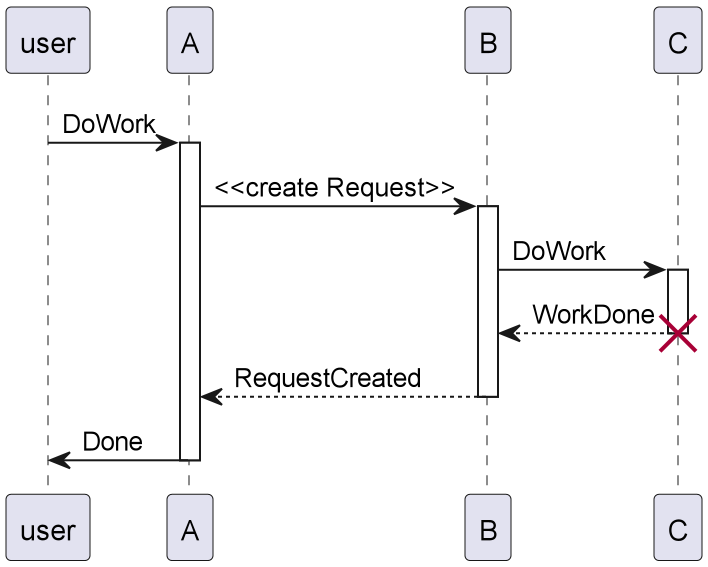 user A B C
DoWork
<<create Request>>
DoWork
WorkDone
RequestCreated
Done
user A B C